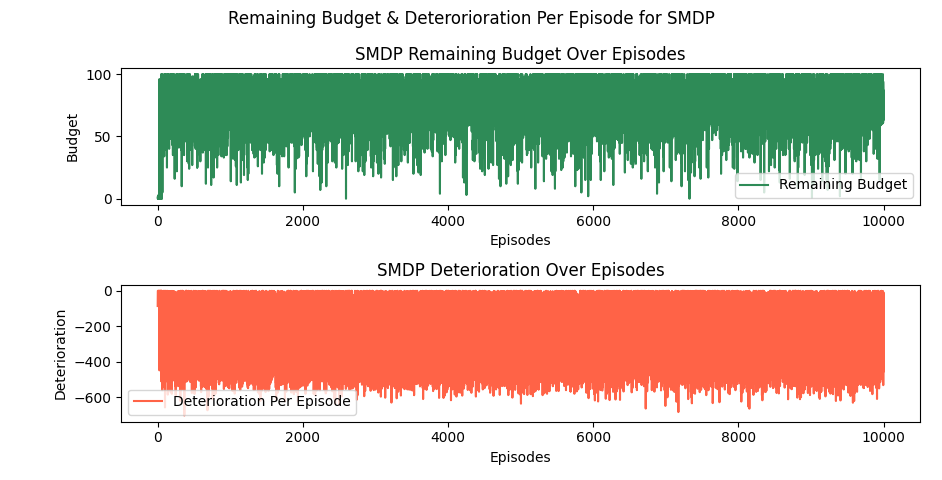 Remaining Budget & Deterorioration Per Episode for SMDP
SMDP Remaining Budget Over Episodes
100
50
0
Budget
Remaining Budget
0 2000 4000 6000 8000 10000
Episodes
SMDP Deterioration Over Episodes
0
−200
−400
−600
Deterioration
Deterioration Per Episode
0 2000 4000 6000 8000 10000
Episodes